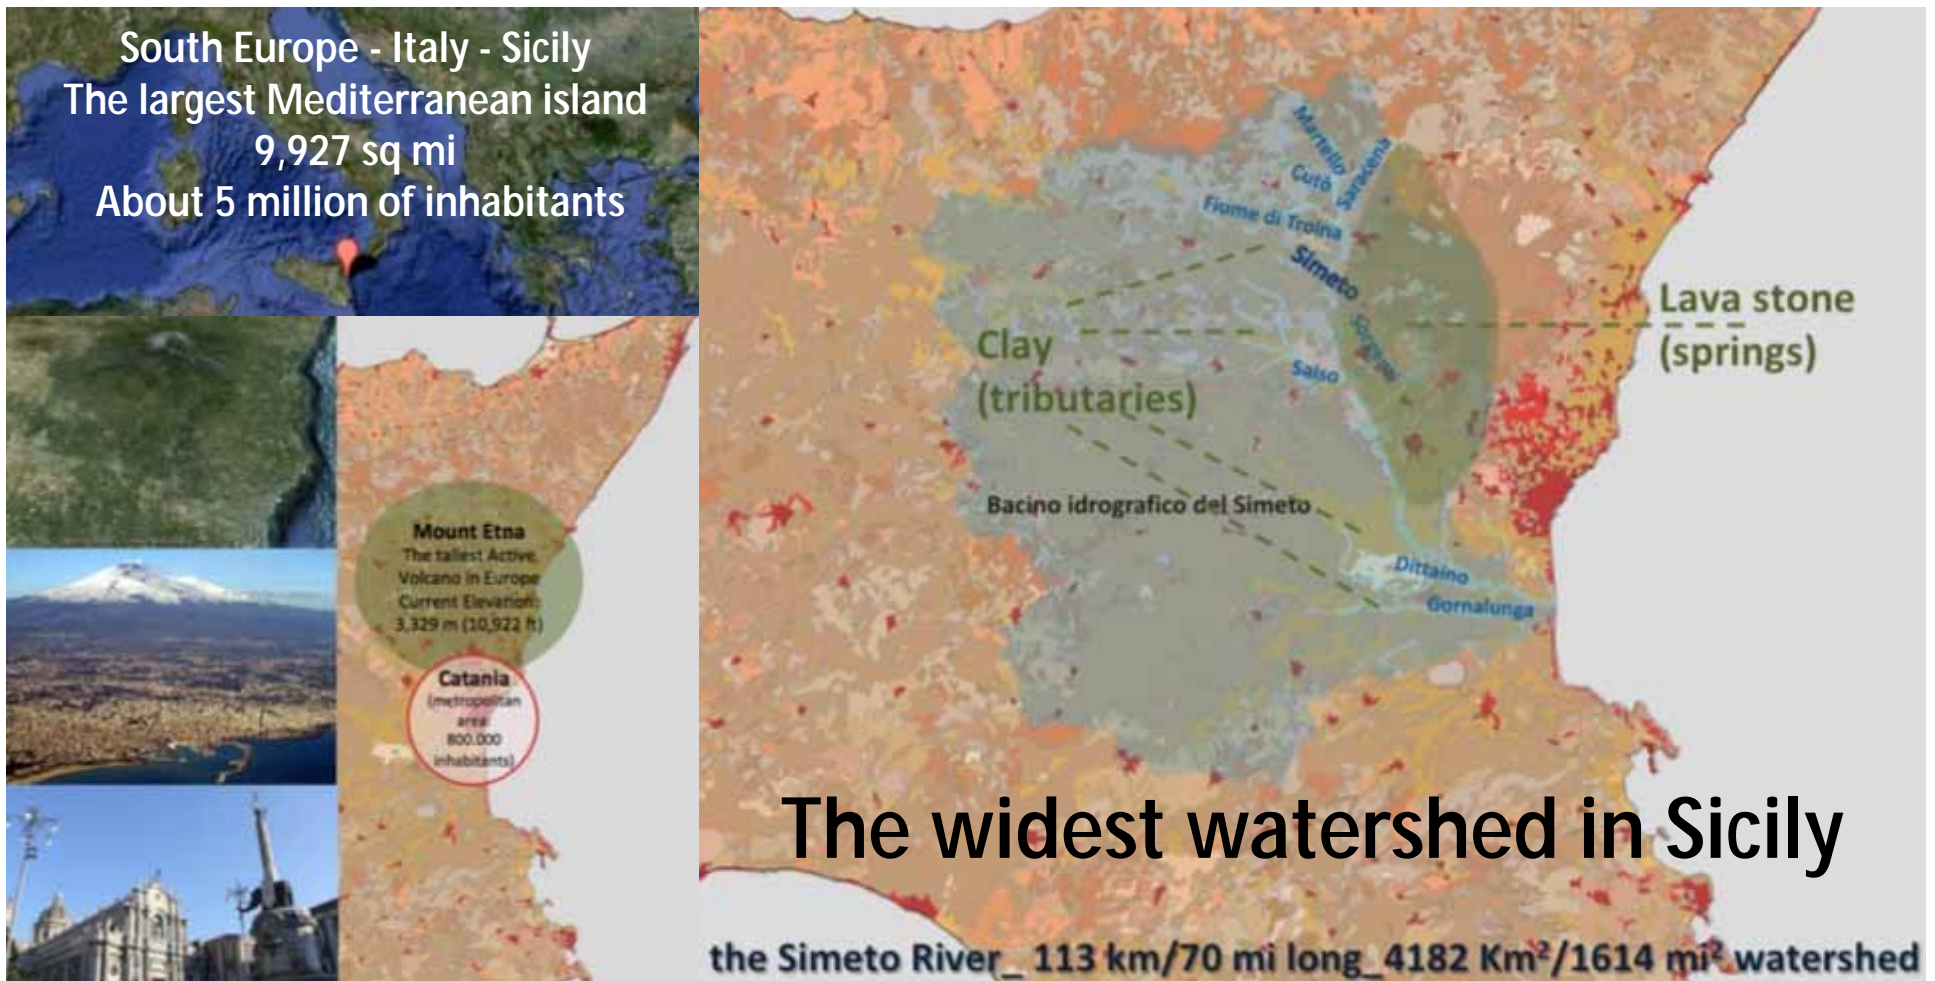 South Europe - Italy - Sicily
The largest Mediterranean island
9,927 sq mi
About 5 million of inhabitants
Mount Etna
The tallest Active
Volcano in Europe
Current Elevation:
3,329 m (10,922 ft)
Catania
(metropolitan
area
800.000
inhabitants)
Martello
Cutò
Saracena
Fiume di Troina
Simeto
Salso
Lava stone
(springs)
Clay
(tributaries)
Bacino idrografico del Simeto
Dittaino
Gornalunga
The widest watershed in Sicily
the Simeto River_ 113 km/70 mi long_4182 Km²/1614 mi² watershed